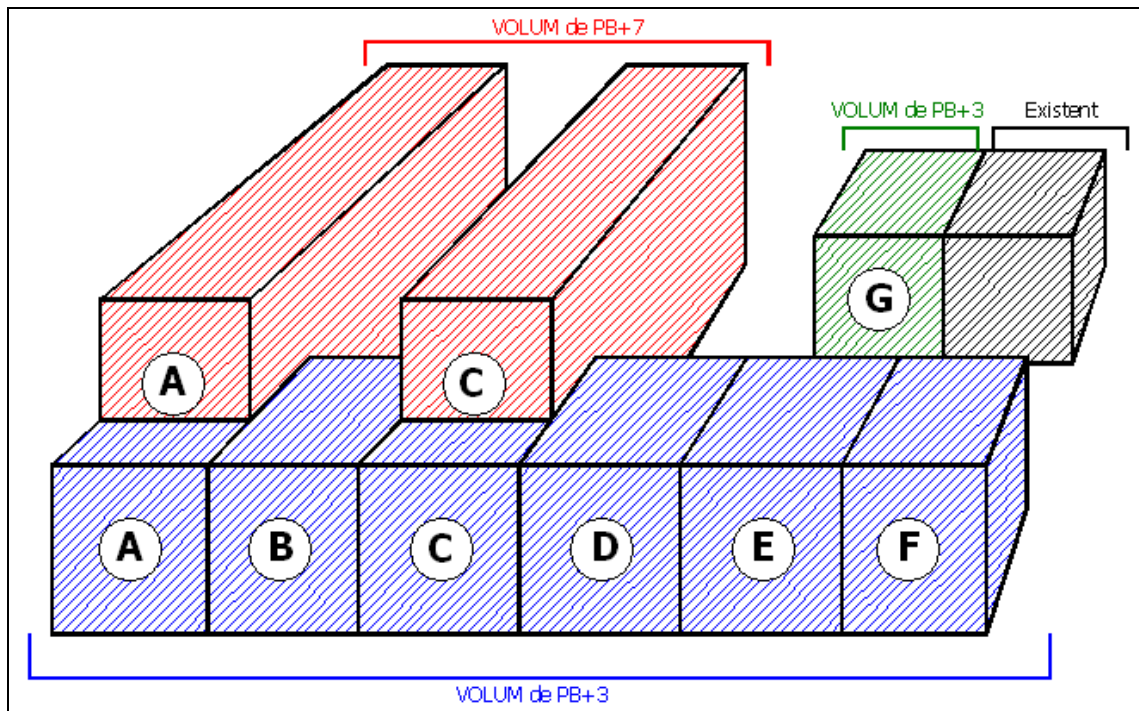 VOLUM de PB+7
VOLUM de PB+3
Existent
G
A
C
A
B
C
D
E
F
VOLUM de PB+3